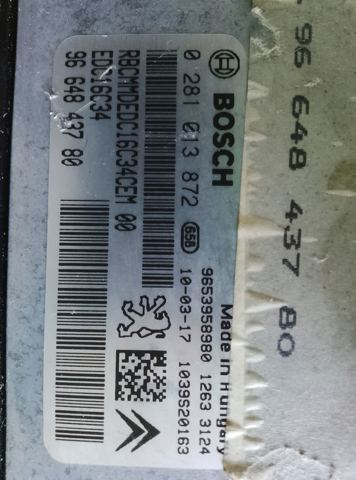 BOSCH
0 281 013 872 658
RBCMMDEDC16C34CEM 00
EDC16C34
96 648 437 80
Made in Hungary
9653958980 1263 3124
10-03-17 1039S20163
96 648 437 80